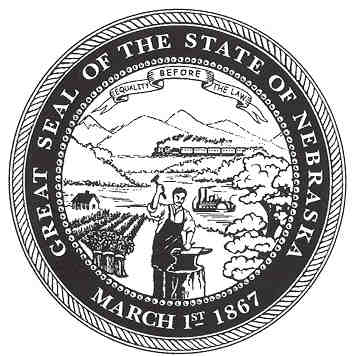 GREAT SEAL OF THE STATE OF NEBRASKA
EQUALITY BEFORE THE LAW
MARCH 1ST 1867